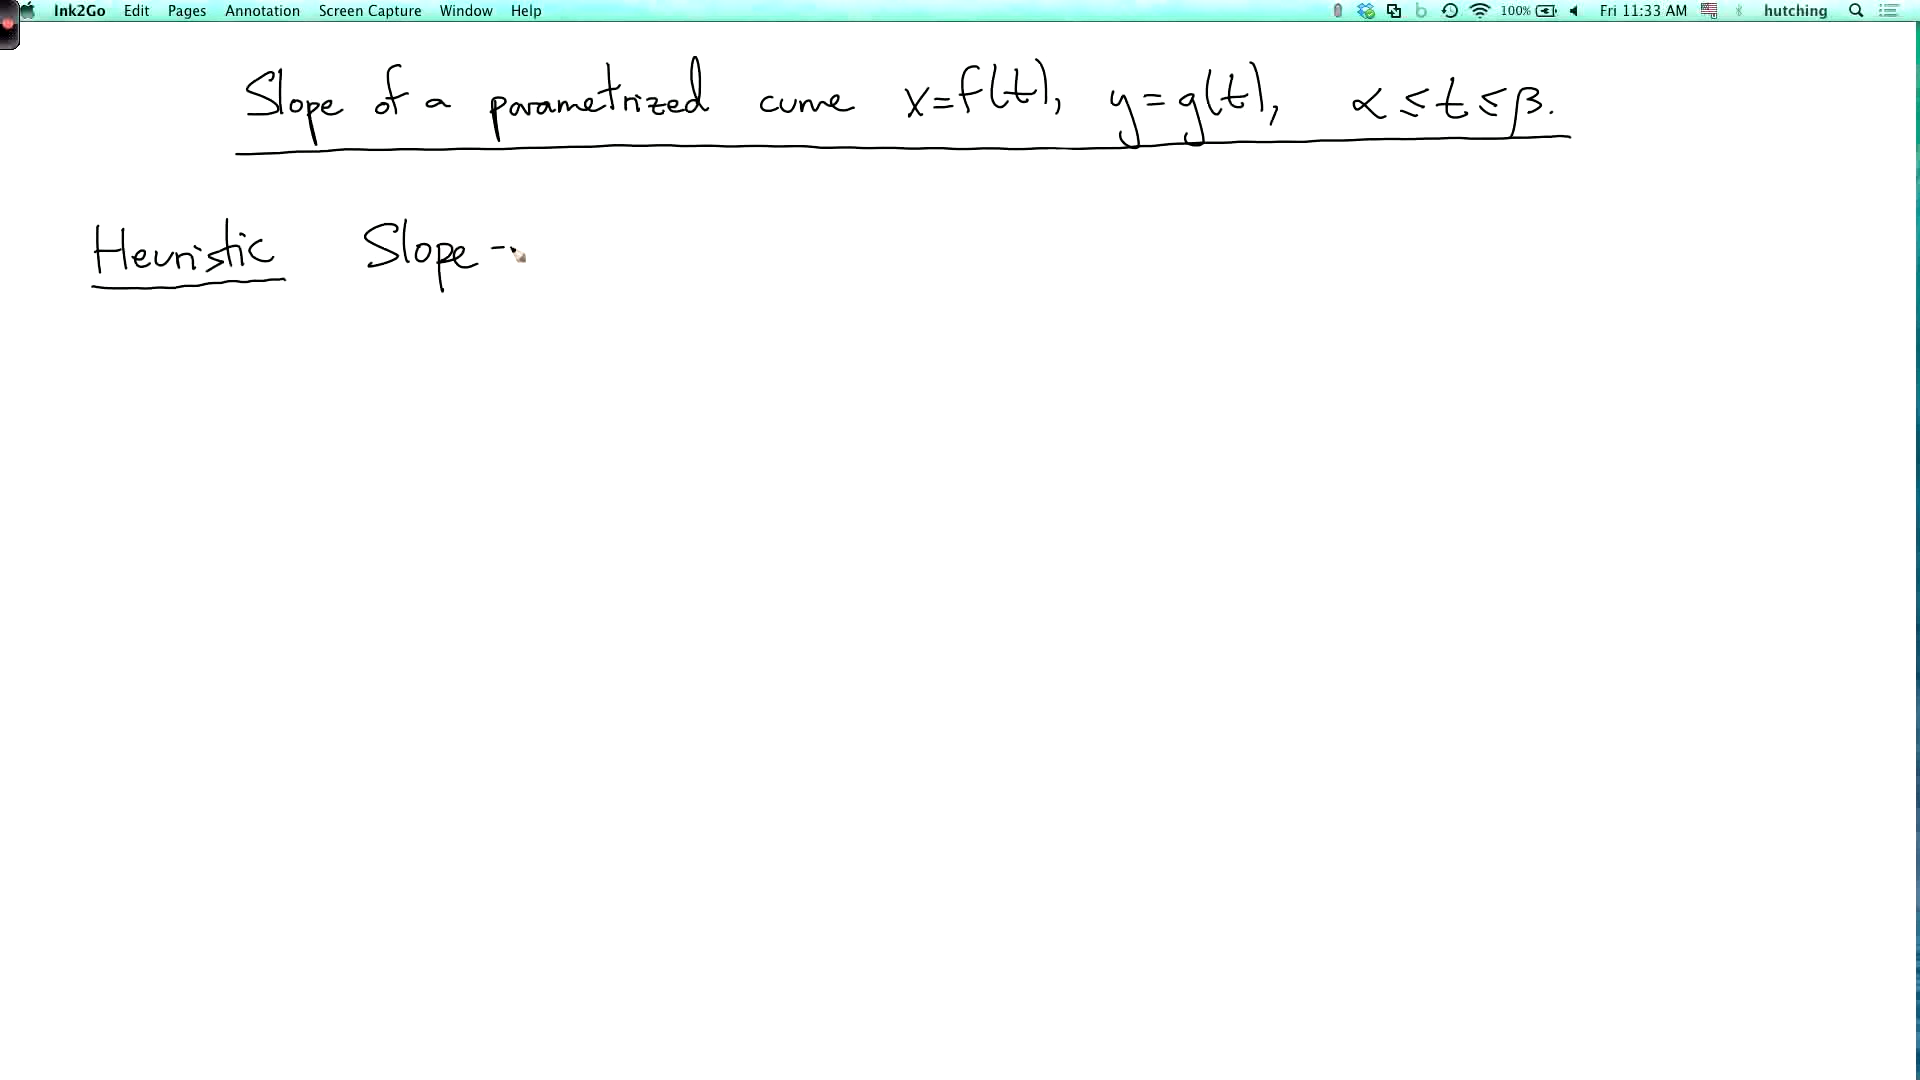 Ink2Go Edit Pages Annotation Screen Capture Window Help 100% Fri 11:33 AM hutching
Slope of a parametrized curve x=f(t), y=g(t), α ≤ t ≤ β.
Heuristic Slope -